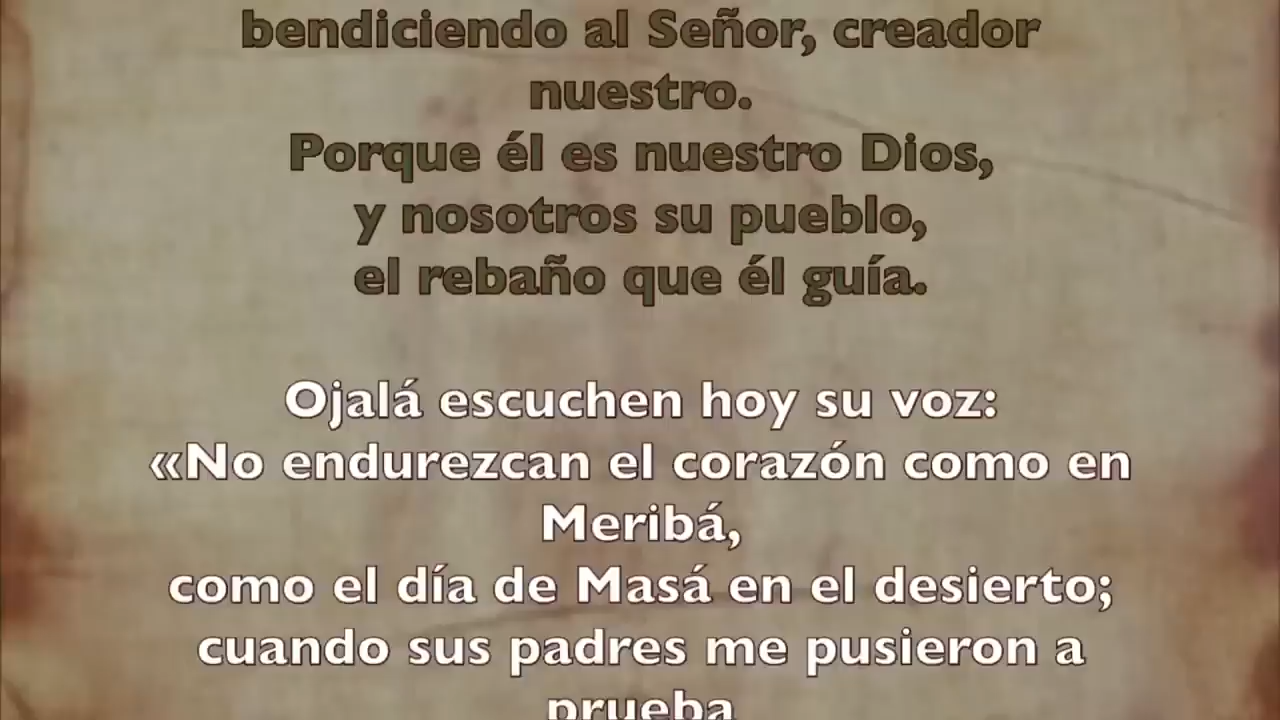 bendiciendo al Señor, creador
nuestro.
Porque él es nuestro Dios,
y nosotros su pueblo,
el rebaño que él guía.
Ojalá escuchen hoy su voz:
«No endurezcan el corazón como en
Meribá,
como el día de Masá en el desierto;
cuando sus padres me pusieron a
prueba